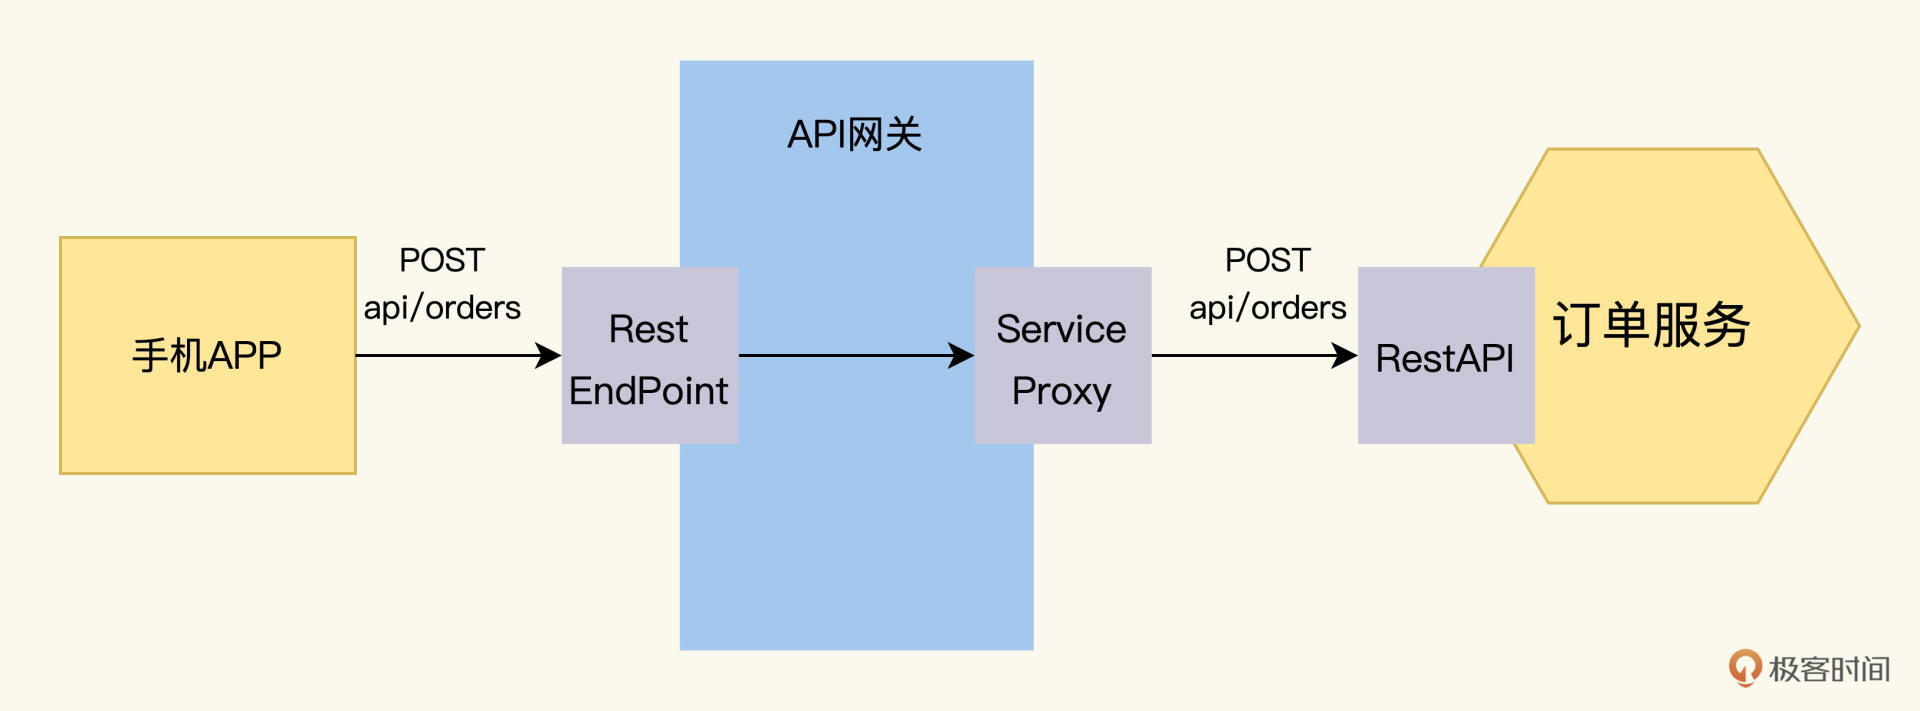 API网关
手机APP
POST
api/orders
Rest
EndPoint
Service
Proxy
POST
api/orders
RestAPI
订单服务
极客时间